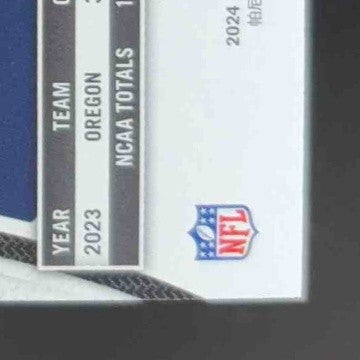 YEAR TEAM
2023 OREGON
NCAA TOTALS
NFL
2024